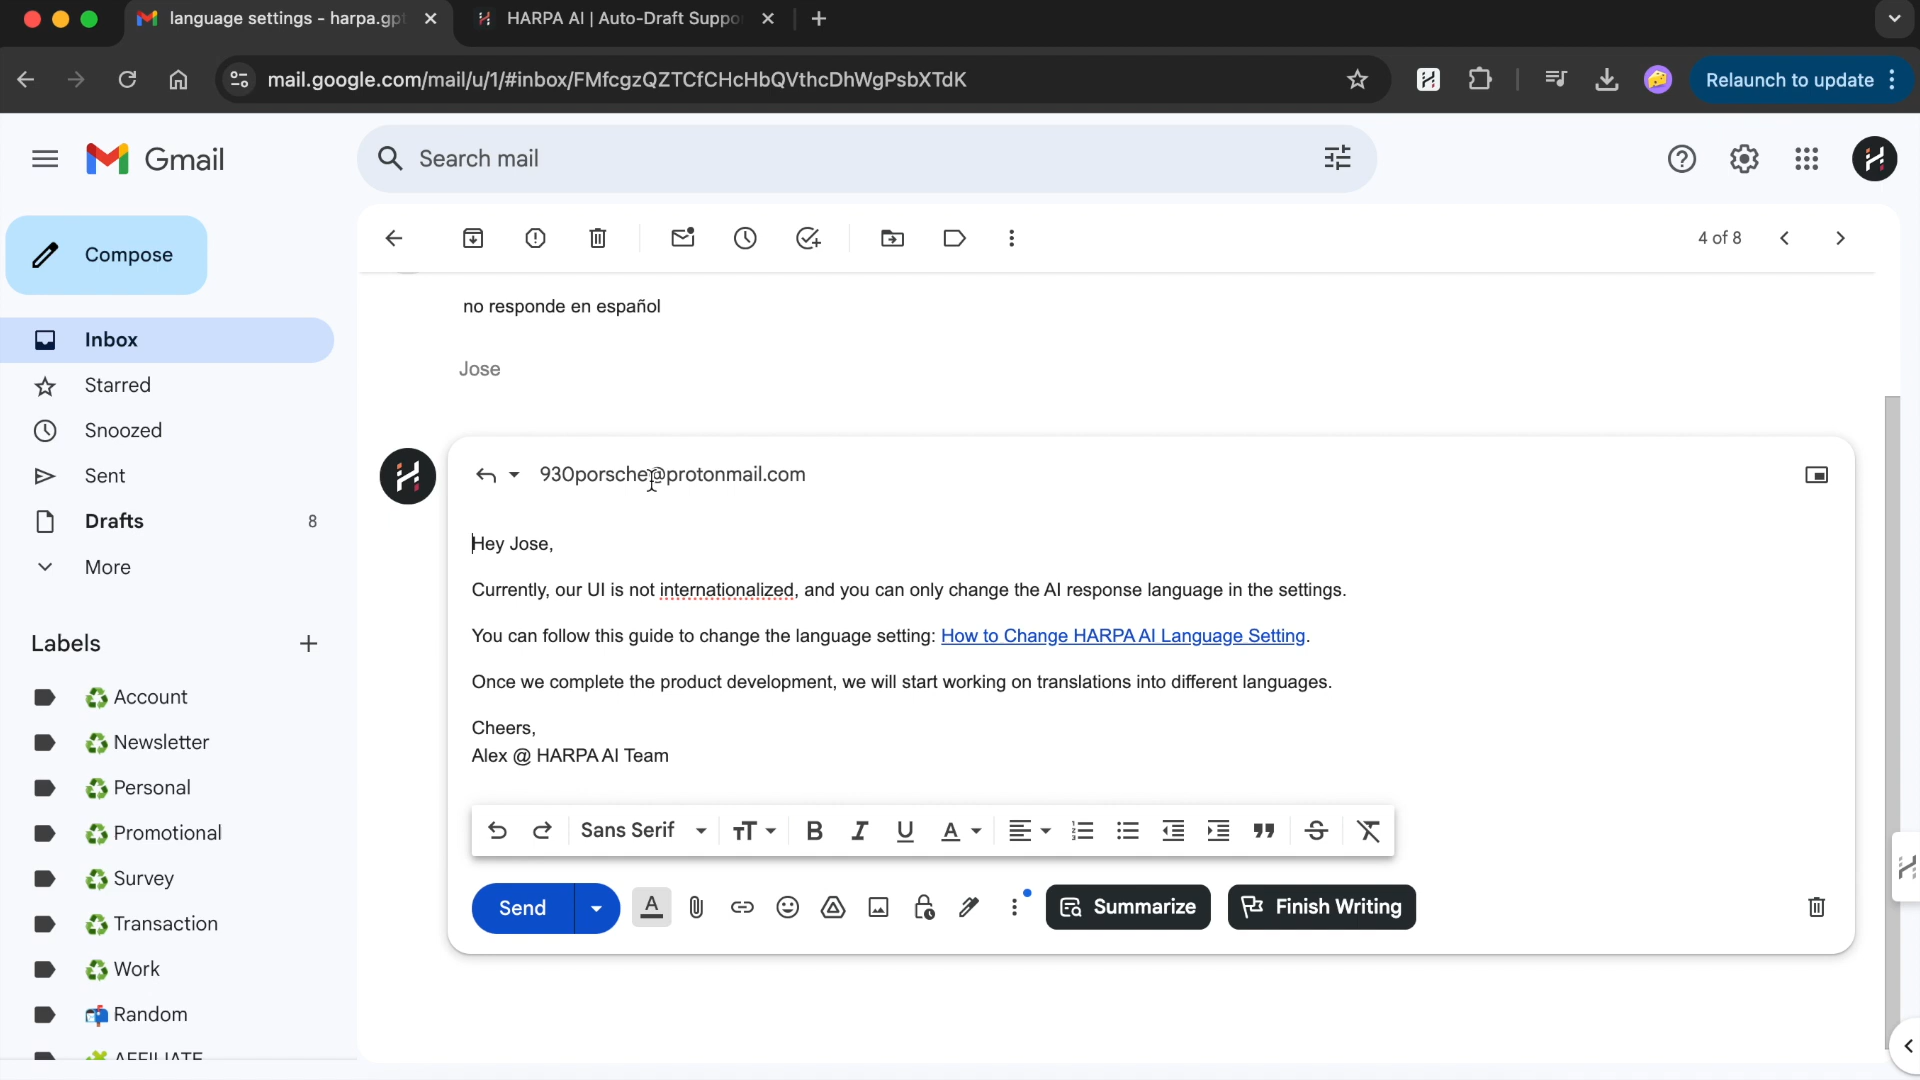 language settings - harpa.gp
HARPA AI | Auto-Draft Suppo
mail.google.com/mail/u/1/#inbox/FMfcgzQZTCfCHcHbQVthcDhWgPsbXTdK
Relaunch to update
Gmail
Search mail
Compose
4 of 8
Inbox
Starred
Snoozed
Sent
Drafts 8
More
Labels
Account
Newsletter
Personal
Promotional
Survey
Transaction
Work
Random
AFFILIATE
no responde en español
Jose
930porsche@protonmail.com
Hey Jose,
Currently, our UI is not internationalized, and you can only change the AI response language in the settings.
You can follow this guide to change the language setting: How to Change HARPA AI Language Setting.
Once we complete the product development, we will start working on translations into different languages.
Cheers,
Alex @ HARPA AI Team
Sans Serif
Send
Summarize
Finish Writing